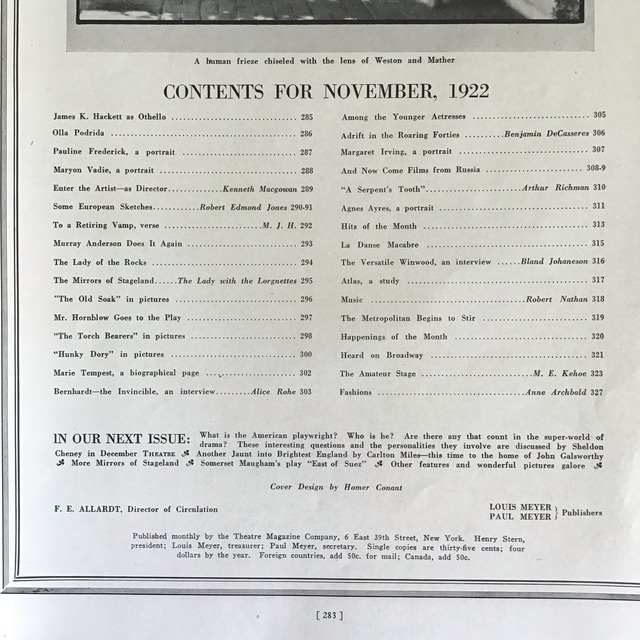 A human frieze chiseled with the lens of Weston and Mather
CONTENTS FOR NOVEMBER, 1922
James K. Hackett as Othello ........ 285
Olla Podrida ........ 286
Pauline Frederick, a portrait ........ 287
Maryon Vadie, a portrait ........ 288
Enter the Artist—as Director ........ Kenneth Macgowan 289
Some European Sketches ........ Robert Edmond Jones 290-91
To a Retiring Vamp, verse ........ M. J. H. 292
Murray Anderson Does It Again ........ 293
The Lady of the Rocks ........ 294
The Mirrors of Stageland ........ The Lady with the Lorgnettes 295
"The Old Soak" in pictures ........ 296
Mr. Hornblow Goes to the Play ........ 297
"The Torch Bearers" in pictures ........ 298
"Hunky Dory" in pictures ........ 300
Marie Tempest, a biographical page ........ 302
Bernhardt—the Invincible, an interview ........ Alice Rohe 303
Among the Younger Actresses ........ 305
Adrift in the Roaring Forties ........ Benjamin DeCasseres 306
Margaret Irving, a portrait ........ 307
And Now Come Films from Russia ........ 308-9
"A Serpent's Tooth" ........ Arthur Richman 310
Agnes Ayres, a portrait ........ 311
Hits of the Month ........ 313
La Danse Macabre ........ 315
The Versatile Winwood, an interview ........ Bland Johaneson 316
Atlas, a study ........ 317
Music ........ Robert Nathan 318
The Metropolitan Begins to Stir ........ 319
Happenings of the Month ........ 320
Heard on Broadway ........ 321
The Amateur Stage ........ M. E. Kehoe 323
Fashions ........ Anne Archbald 327
IN OUR NEXT ISSUE: What is the American playwright? Who is he? Are there any that count in the super-world of
drama? These interesting questions and the personalities they involve are discussed by Sheldon
Cheney in December THEATRE Another Jaunt into Brightest England by Carlton Miles—this time to the home of John Galsworthy
More Mirrors of Stageland Somerset Maugham's play "East of Suez" Other features and wonderful pictures galore
Cover Design by Homer Conant
F. E. ALLARDT, Director of Circulation
LOUIS MEYER
PAUL MEYER } Publishers
Published monthly by the Theatre Magazine Company, 6 East 39th Street, New York. Henry Stern,
president; Louis Meyer, treasurer; Paul Meyer, secretary. Single copies are thirty-five cents; four
dollars by the year. Foreign countries, add 50c. for mail; Canada, add 50c.
[ 283 ]